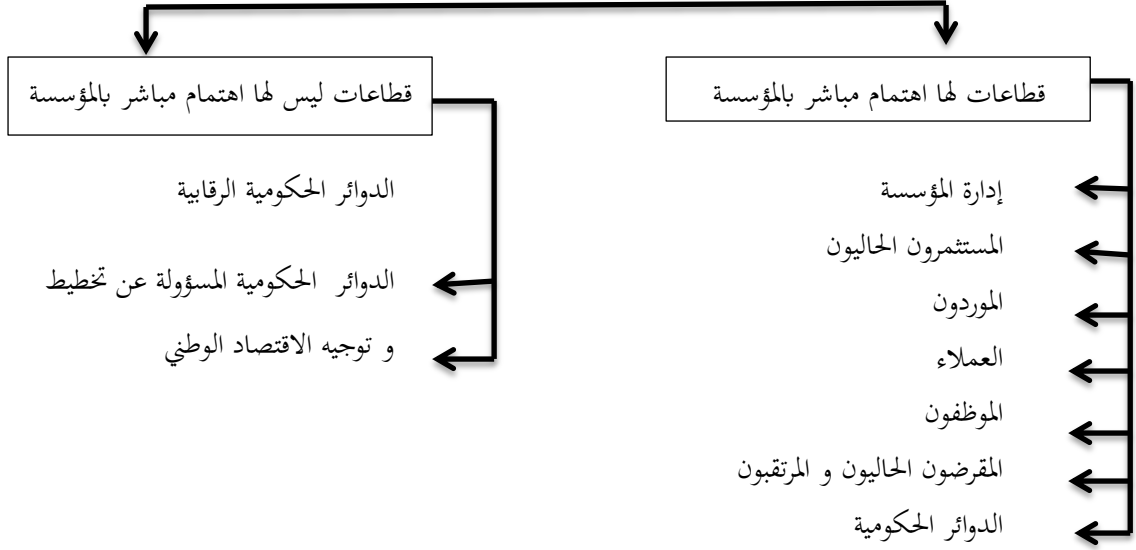 قطاعات لها اهتمام مباشر بالمؤسسة
إدارة المؤسسة
المستثمرون الحاليون
الموردون
العملاء
الموظفون
المقرضون الحاليون و المرتقبون
الدوائر الحكومية
قطاعات ليس لها اهتمام مباشر بالمؤسسة
الدوائر الحكومية الرقابية
الدوائر الحكومية المسؤولة عن تخطيط
و توجيه الاقتصاد الوطني